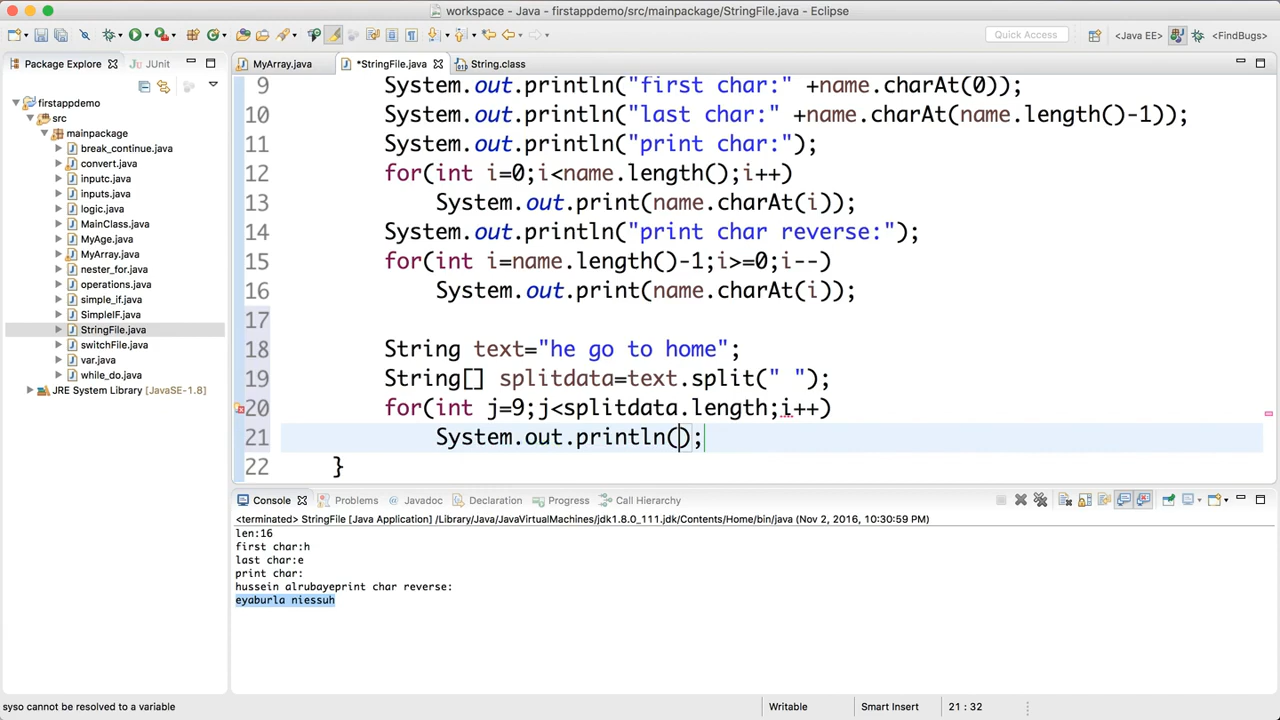 workspace - Java - firstappdemo/src/mainpackage/StringFile.java - Eclipse
Quick Access
<Java EE>
<FindBugs>
Package Explorer
JUnit
MyArray.java
*StringFile.java
String.class
firstappdemo
src
mainpackage
break_continue.java
convert.java
inputc.java
inputs.java
logic.java
MainClass.java
MyAge.java
MyArray.java
nester_for.java
operations.java
simple_if.java
SimpleIF.java
StringFile.java
switchFile.java
var.java
while_do.java
JRE System Library [JavaSE-1.8]
9 System.out.println("first char:" +name.charAt(0));
10 System.out.println("last char:" +name.charAt(name.length()-1));
11 System.out.println("print char:");
12 for(int i=0;i<name.length();i++)
13 System.out.print(name.charAt(i));
14 System.out.println("print char reverse:");
15 for(int i=name.length()-1;i>=0;i--)
16 System.out.print(name.charAt(i));
17
18 String text="he go to home";
19 String[] splitdata=text.split(" ");
20 for(int j=9;j<splitdata.length;i++)
21 System.out.println();
22 }
Console
Problems
Javadoc
Declaration
Progress
Call Hierarchy
<terminated> StringFile [Java Application] /Library/Java/JavaVirtualMachines/jdk1.8.0_111.jdk/Contents/Home/bin/java (Nov 2, 2016, 10:30:59 PM)
len:16
first char:h
last char:e
print char:
hussein alrubayeprint char reverse:
eyaburla niessuh
syso cannot be resolved to a variable
Writable
Smart Insert
21 : 32